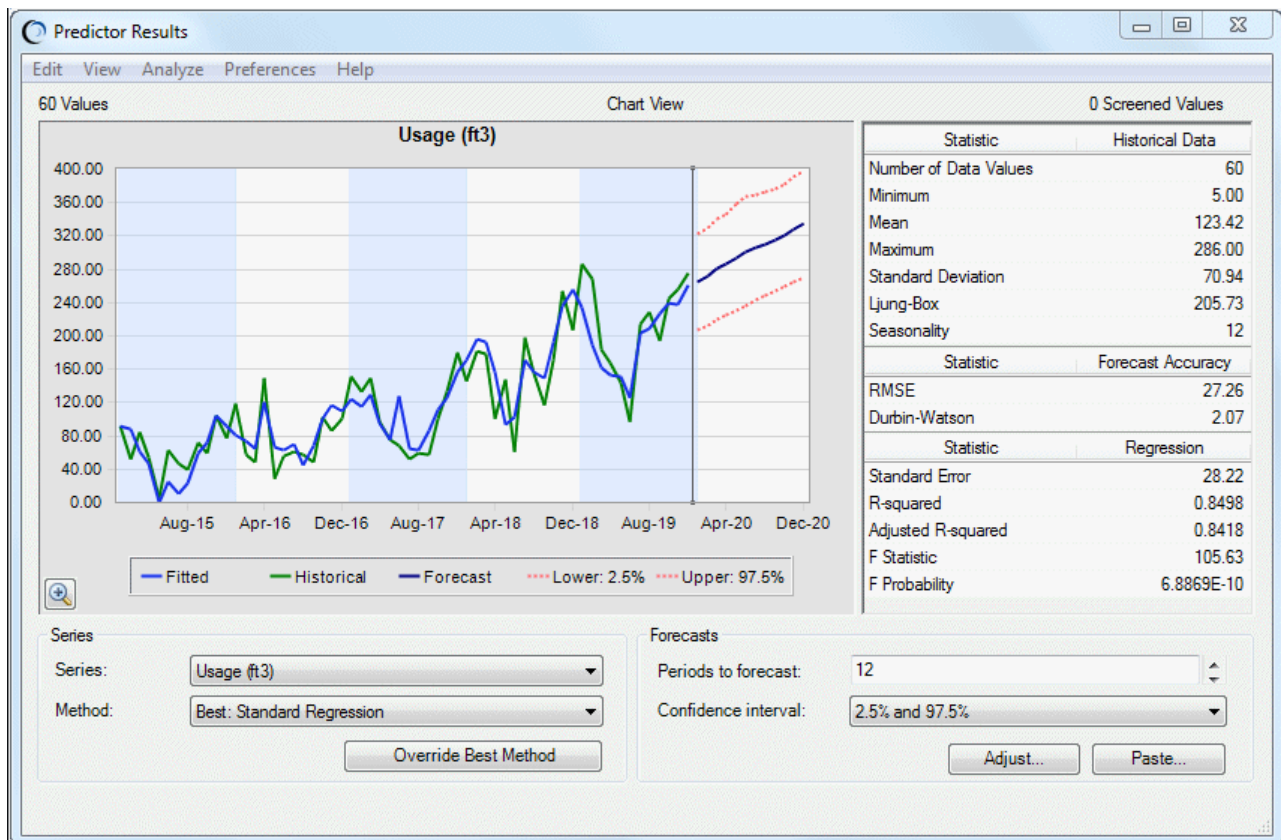 Predictor Results
Edit View Analyze Preferences Help
60 Values Chart View 0 Screened Values
Usage (ft3)
400.00
360.00
320.00
280.00
240.00
200.00
160.00
120.00
80.00
40.00
0.00
Aug-15 Apr-16 Dec-16 Aug-17 Apr-18 Dec-18 Aug-19 Apr-20 Dec-20
Fitted Historical Forecast Lower: 2.5% Upper: 97.5%
Statistic Historical Data
Number of Data Values 60
Minimum 5.00
Mean 123.42
Maximum 286.00
Standard Deviation 70.94
Ljung-Box 205.73
Seasonality 12
Statistic Forecast Accuracy
RMSE 27.26
Durbin-Watson 2.07
Statistic Regression
Standard Error 28.22
R-squared 0.8498
Adjusted R-squared 0.8418
F Statistic 105.63
F Probability 6.8869E-10
Series
Series: Usage (ft3)
Method: Best: Standard Regression
Override Best Method
Forecasts
Periods to forecast: 12
Confidence interval: 2.5% and 97.5%
Adjust... Paste...